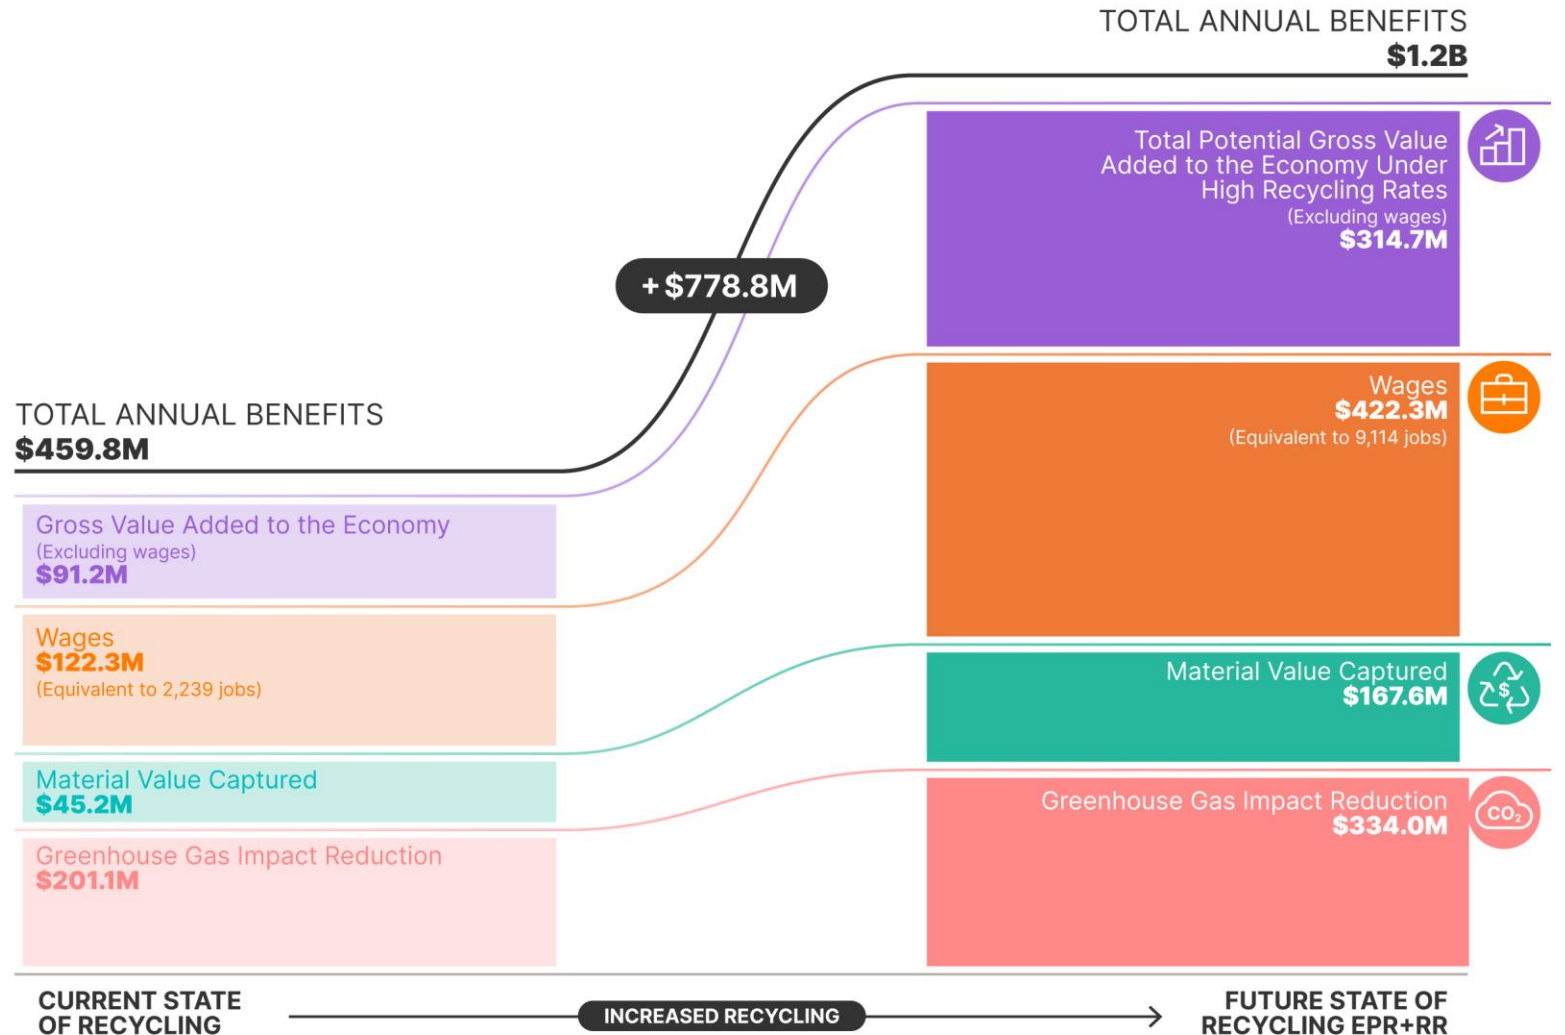 TOTAL ANNUAL BENEFITS
$1.2B
Total Potential Gross Value
Added to the Economy Under
High Recycling Rates
(Excluding wages)
$314.7M
+$778.8M
Wages
$422.3M
(Equivalent to 9,114 jobs)
TOTAL ANNUAL BENEFITS
$459.8M
Gross Value Added to the Economy
(Excluding wages)
$91.2M
Wages
$122.3M
(Equivalent to 2,239 jobs)
Material Value Captured
$167.6M
$
Material Value Captured
$45.2M
Greenhouse Gas Impact Reduction
$334.0M
CO₂
Greenhouse Gas Impact Reduction
$201.1M
CURRENT STATE
OF RECYCLING
INCREASED RECYCLING
FUTURE STATE OF
RECYCLING EPR+RR